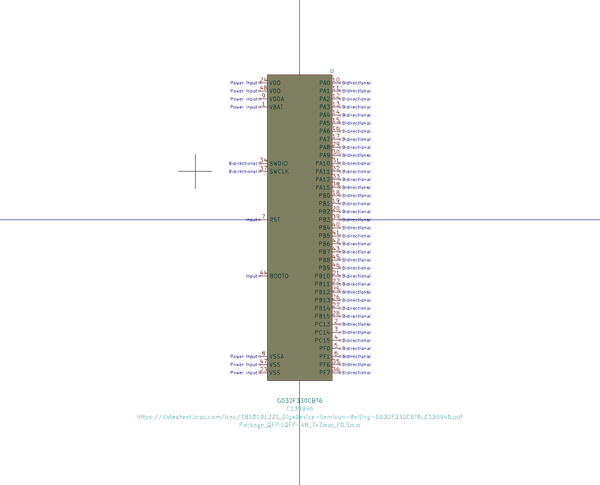 U
Power Input 24 VDD PA0 10 Bidirectional
Power Input 48 VDD PA1 11 Bidirectional
Power Input 9 VDDA PA2 12 Bidirectional
Power Input 1 VBAT PA3 13 Bidirectional
PA4 14 Bidirectional
PA5 15 Bidirectional
PA6 16 Bidirectional
PA7 17 Bidirectional
PA8 Bidirectional
PA9 Bidirectional
Bidirectional 34 SWDIO PA10 31 Bidirectional
Bidirectional 37 SWCLK PA11 32 Bidirectional
PA12 33 Bidirectional
PA15 38 Bidirectional
PB0 18 Bidirectional
PB1 19 Bidirectional
PB2 20 Bidirectional
Input 7 RST PB3 39 Bidirectional
PB4 40 Bidirectional
PB5 41 Bidirectional
PB6 42 Bidirectional
PB7 43 Bidirectional
PB8 45 Bidirectional
PB9 46 Bidirectional
Input 44 BOOT0 PB10 21 Bidirectional
PB11 22 Bidirectional
PB12 25 Bidirectional
PB13 26 Bidirectional
PB14 27 Bidirectional
PB15 28 Bidirectional
PC13 2 Bidirectional
PC14 3 Bidirectional
PC15 4 Bidirectional
PF0 5 Bidirectional
Power Input 8 VSSA PF1 6 Bidirectional
Power Input 47 VSS PF6 35 Bidirectional
Power Input 23 VSS PF7 36 Bidirectional
GD32F330CBT6
C139946
https://datasheet.lcsc.com/lcsc/1810191221_GigaDevice-Semicon-Beijing-GD32F330CBT6_C139946.pdf
Package_QFP:LQFP-48_7x7mm_P0.5mm